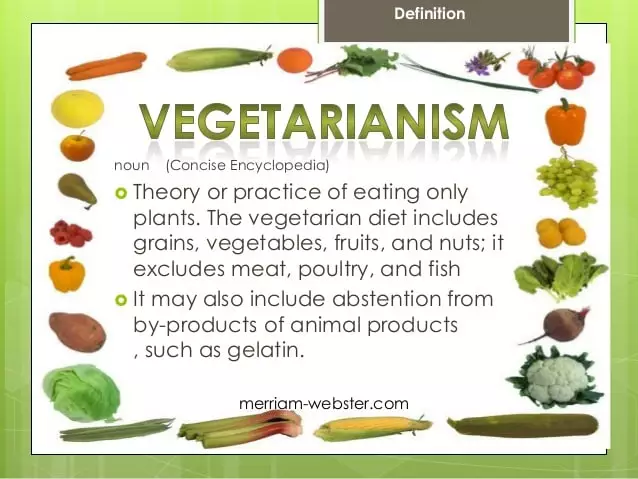 Definition
VEGETARIANISM
noun (Concise Encyclopedia)
Theory or practice of eating only
plants. The vegetarian diet includes
grains, vegetables, fruits, and nuts; it
excludes meat, poultry, and fish
It may also include abstention from
by-products of animal products
, such as gelatin.
merriam-webster.com